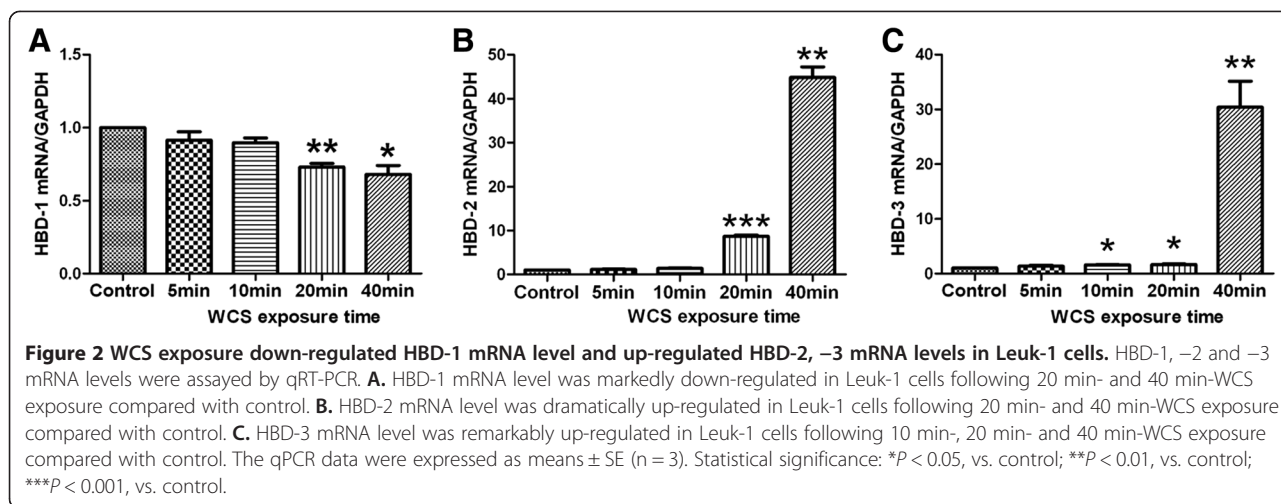 A
B
C
HBD-1 mRNA/GAPDH
1.5
1.0
0.5
0.0
**
*
Control 5min 10min 20min 40min
WCS exposure time
HBD-2 mRNA/GAPDH
50
40
30
20
10
0
***
**
Control 5min 10min 20min 40min
WCS exposure time
HBD-3 mRNA/GAPDH
40
30
20
10
0
*
*
**
Control 5min 10min 20min 40min
WCS exposure time
Figure 2 WCS exposure down-regulated HBD-1 mRNA level and up-regulated HBD-2, −3 mRNA levels in Leuk-1 cells. HBD-1, −2 and −3
mRNA levels were assayed by qRT-PCR. A. HBD-1 mRNA level was markedly down-regulated in Leuk-1 cells following 20 min- and 40 min-WCS
exposure compared with control. B. HBD-2 mRNA level was dramatically up-regulated in Leuk-1 cells following 20 min- and 40 min-WCS exposure
compared with control. C. HBD-3 mRNA level was remarkably up-regulated in Leuk-1 cells following 10 min-, 20 min- and 40 min-WCS exposure
compared with control. The qPCR data were expressed as means ± SE (n = 3). Statistical significance: *P < 0.05, vs. control; **P < 0.01, vs. control;
***P < 0.001, vs. control.